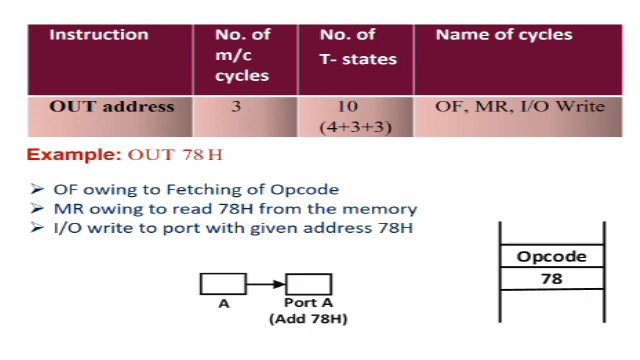 Instruction
No. of
m/c
cycles
No. of
T- states
Name of cycles
OUT address
3
10
(4+3+3)
OF, MR, I/O Write
Example: OUT 78 H
OF owing to Fetching of Opcode
MR owing to read 78H from the memory
I/O write to port with given address 78H
A
Port A
(Add 78H)
Opcode
78